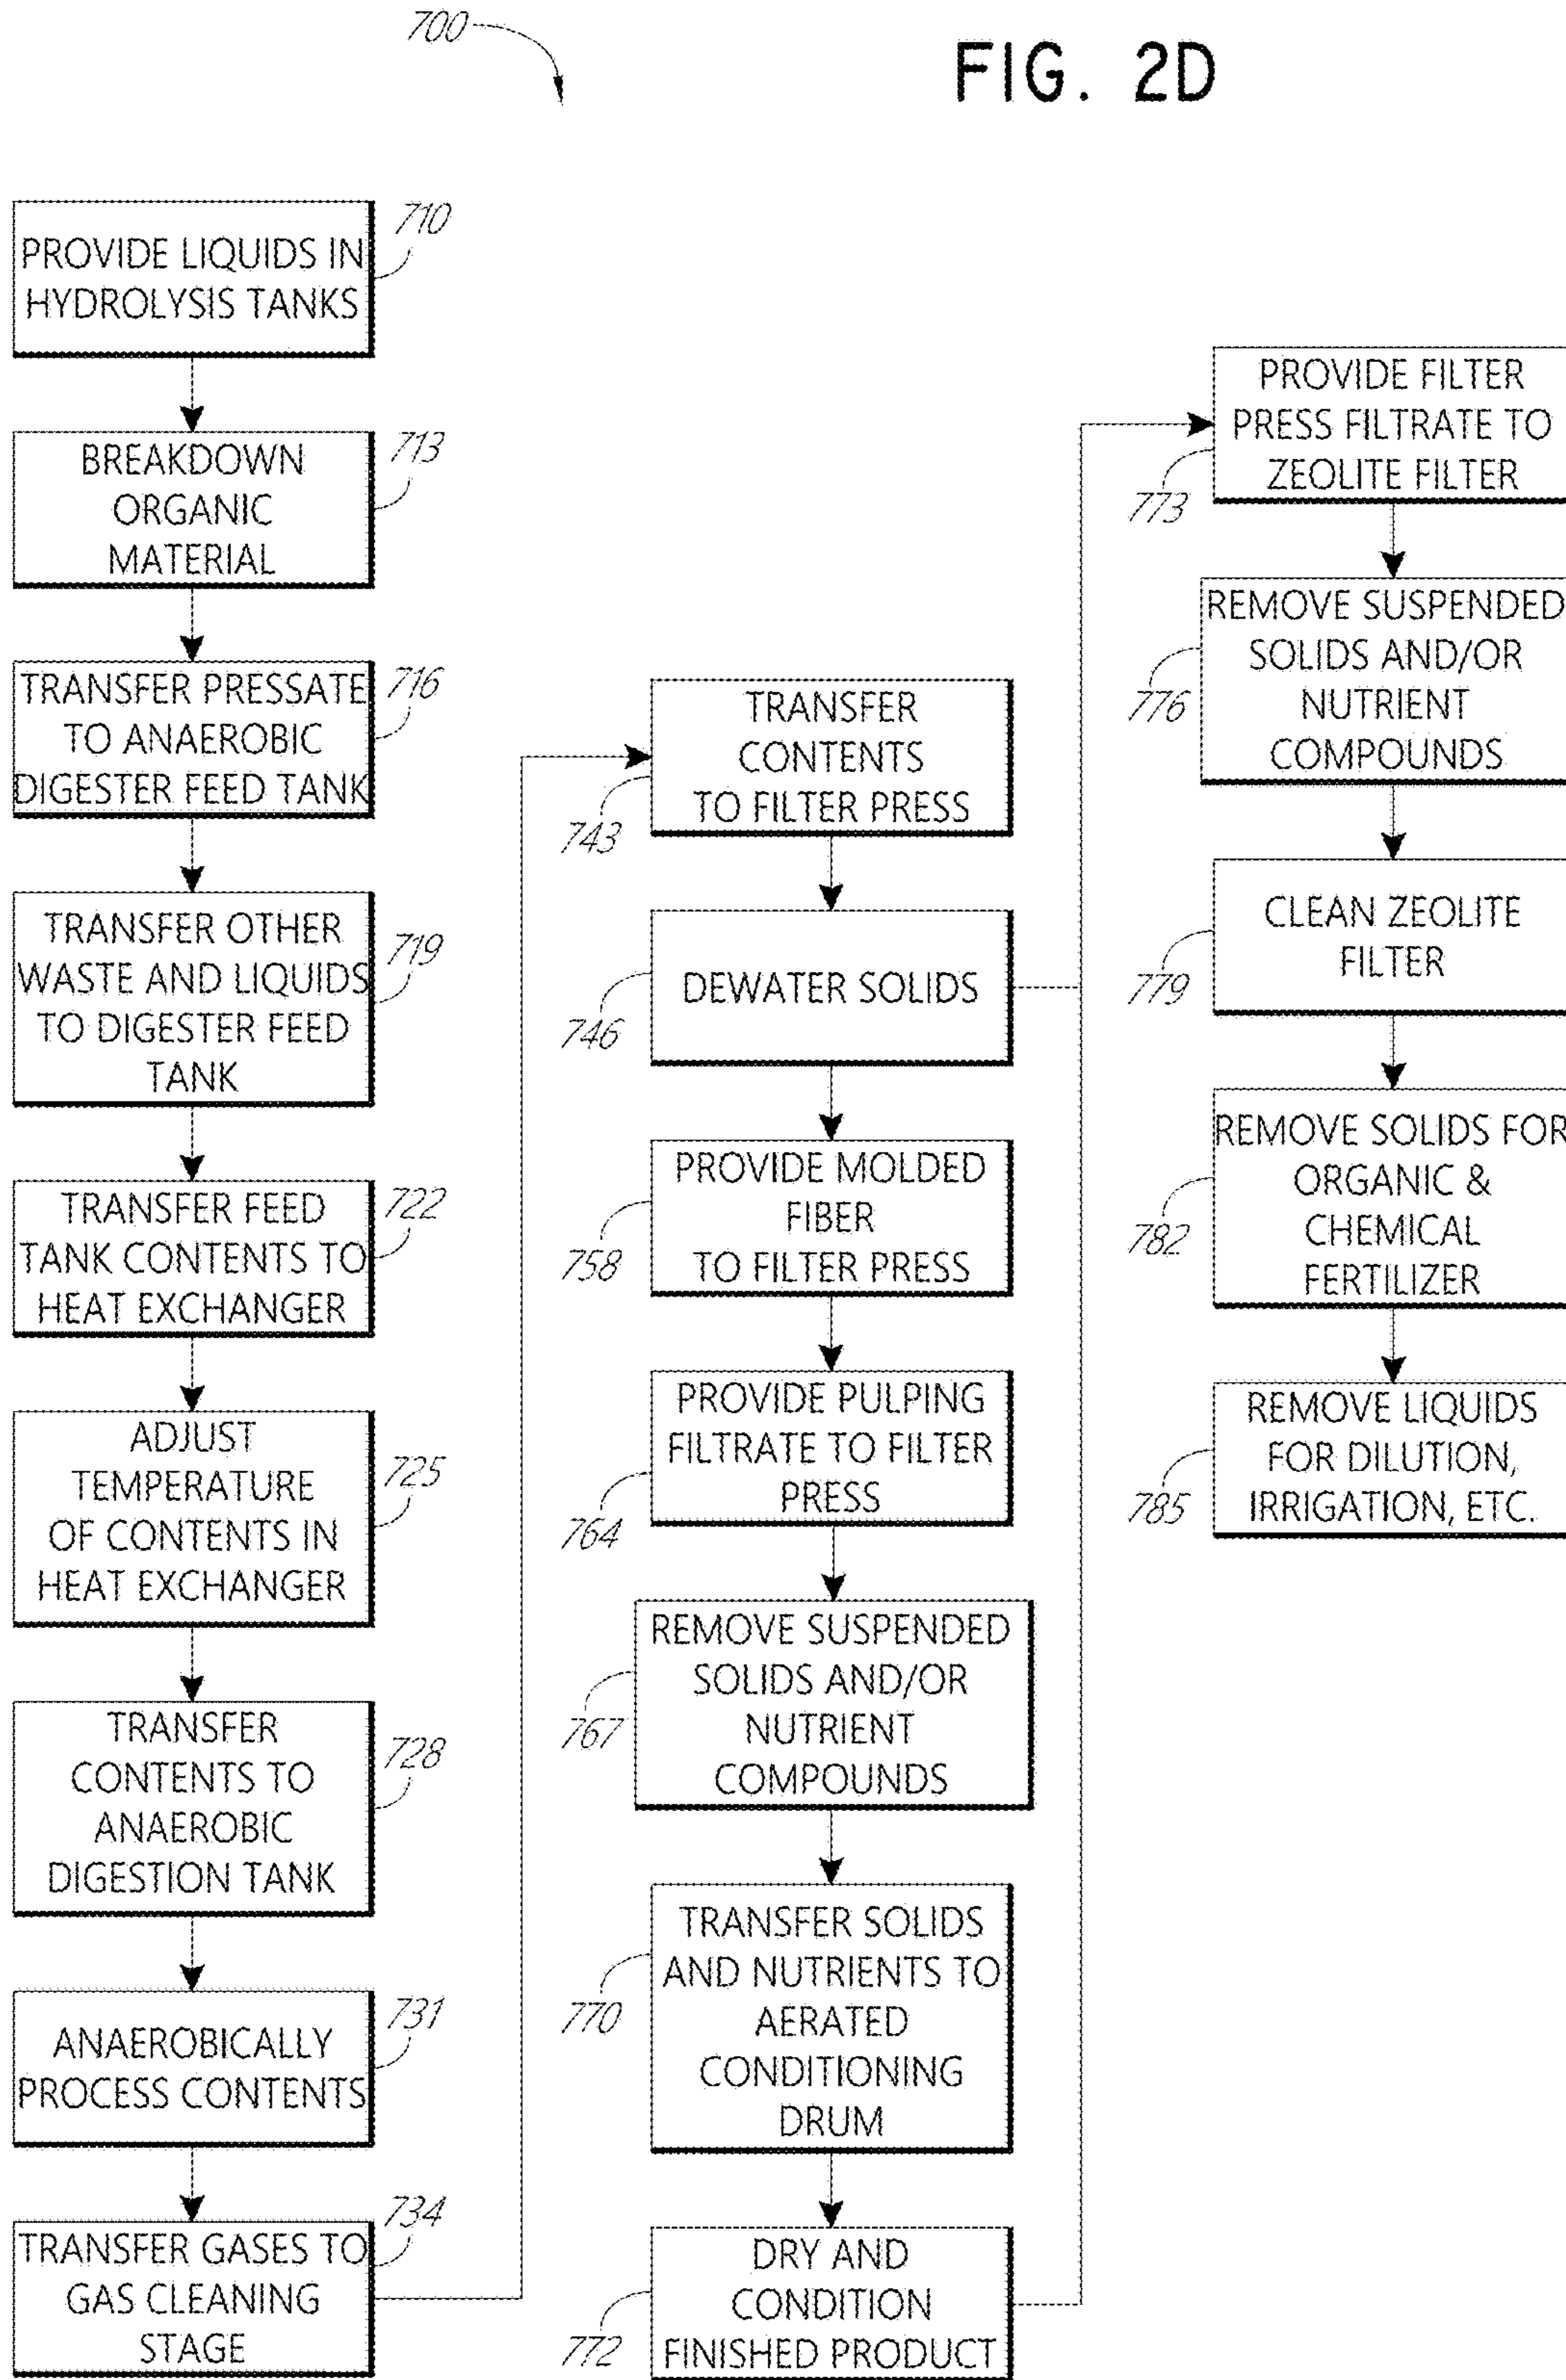 700
FIG. 2D
PROVIDE LIQUIDS IN
HYDROLYSIS TANKS
710
BREAKDOWN
ORGANIC
MATERIAL
713
TRANSFER PRESSATE
TO ANAEROBIC
DIGESTER FEED TANK
716
TRANSFER OTHER
WASTE AND LIQUIDS
TO DIGESTER FEED
TANK
719
TRANSFER FEED
TANK CONTENTS TO
HEAT EXCHANGER
722
ADJUST
TEMPERATURE
OF CONTENTS IN
HEAT EXCHANGER
725
TRANSFER
CONTENTS TO
ANAEROBIC
DIGESTION TANK
728
ANAEROBICALLY
PROCESS CONTENTS
731
TRANSFER GASES TO
GAS CLEANING
STAGE
734
TRANSFER
CONTENTS
TO FILTER PRESS
743
DEWATER SOLIDS
746
PROVIDE MOLDED
FIBER
TO FILTER PRESS
758
PROVIDE PULPING
FILTRATE TO FILTER
PRESS
764
REMOVE SUSPENDED
SOLIDS AND/OR
NUTRIENT
COMPOUNDS
767
TRANSFER SOLIDS
AND NUTRIENTS TO
AERATED
CONDITIONING
DRUM
770
DRY AND
CONDITION
FINISHED PRODUCT
772
PROVIDE FILTER
PRESS FILTRATE TO
ZEOLITE FILTER
773
REMOVE SUSPENDED
SOLIDS AND/OR
NUTRIENT
COMPOUNDS
776
CLEAN ZEOLITE
FILTER
779
REMOVE SOLIDS FOR
ORGANIC &
CHEMICAL
FERTILIZER
782
REMOVE LIQUIDS
FOR DILUTION,
IRRIGATION, ETC.
785